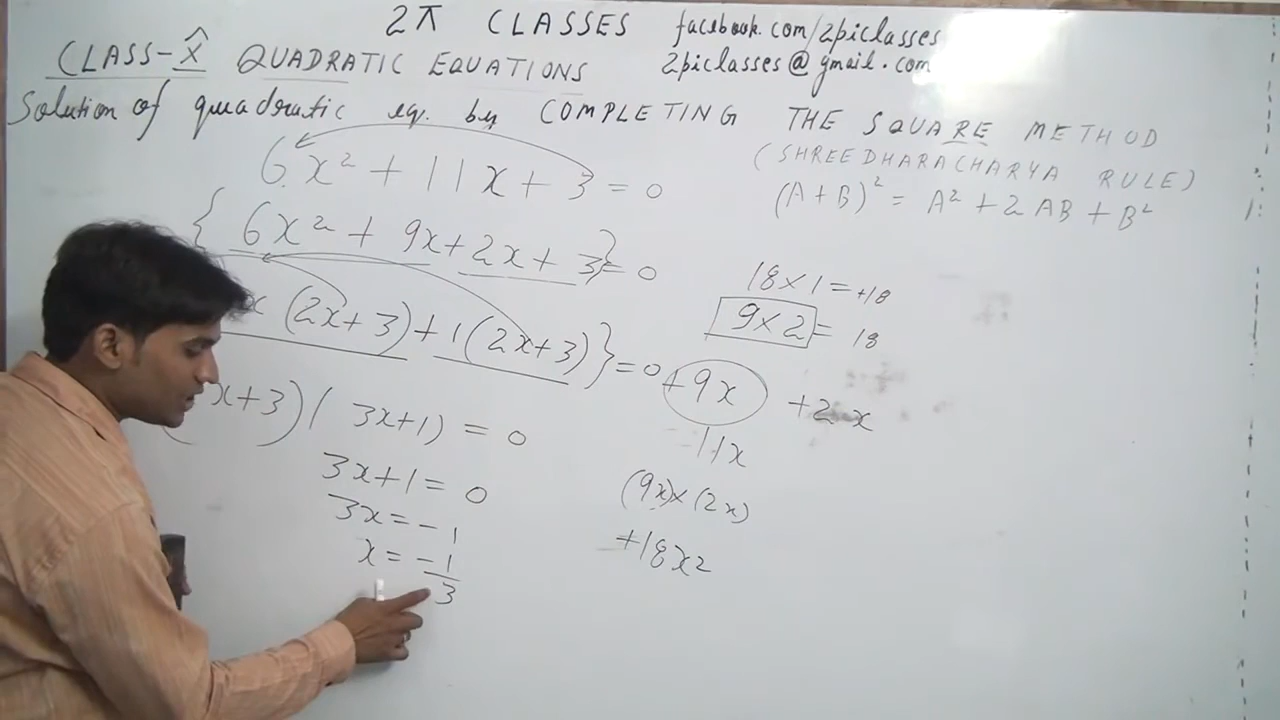 2π CLASSES facebook.com/2piclasses
CLASS-X QUADRATIC EQUATIONS 2piclasses@gmail.com
Solution of quadratic eq. by COMPLETING THE SQUARE METHOD
(SHREEDHARACHARYA RULE)
6x² + 11x + 3 = 0
(A+B)² = A² + 2AB + B²
{6x² + 9x + 2x + 3} = 0
18 × 1 = +18
9 × 2 = 18
x (2x+3) + 1 (2x+3)} = 0
+9x +2x
11x
x+3) ( 3x+1) = 0
3x+1 = 0
3x = -1
x = -1/3
(9x) × (2x)
+18x²